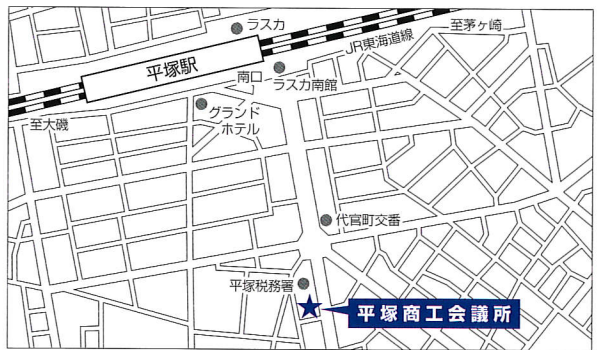 ラスカ
至茅ヶ崎
JR東海道線
平塚駅
南口
ラスカ南館
至大磯
グランド
ホテル
代官町交番
平塚税務署
平塚商工会議所